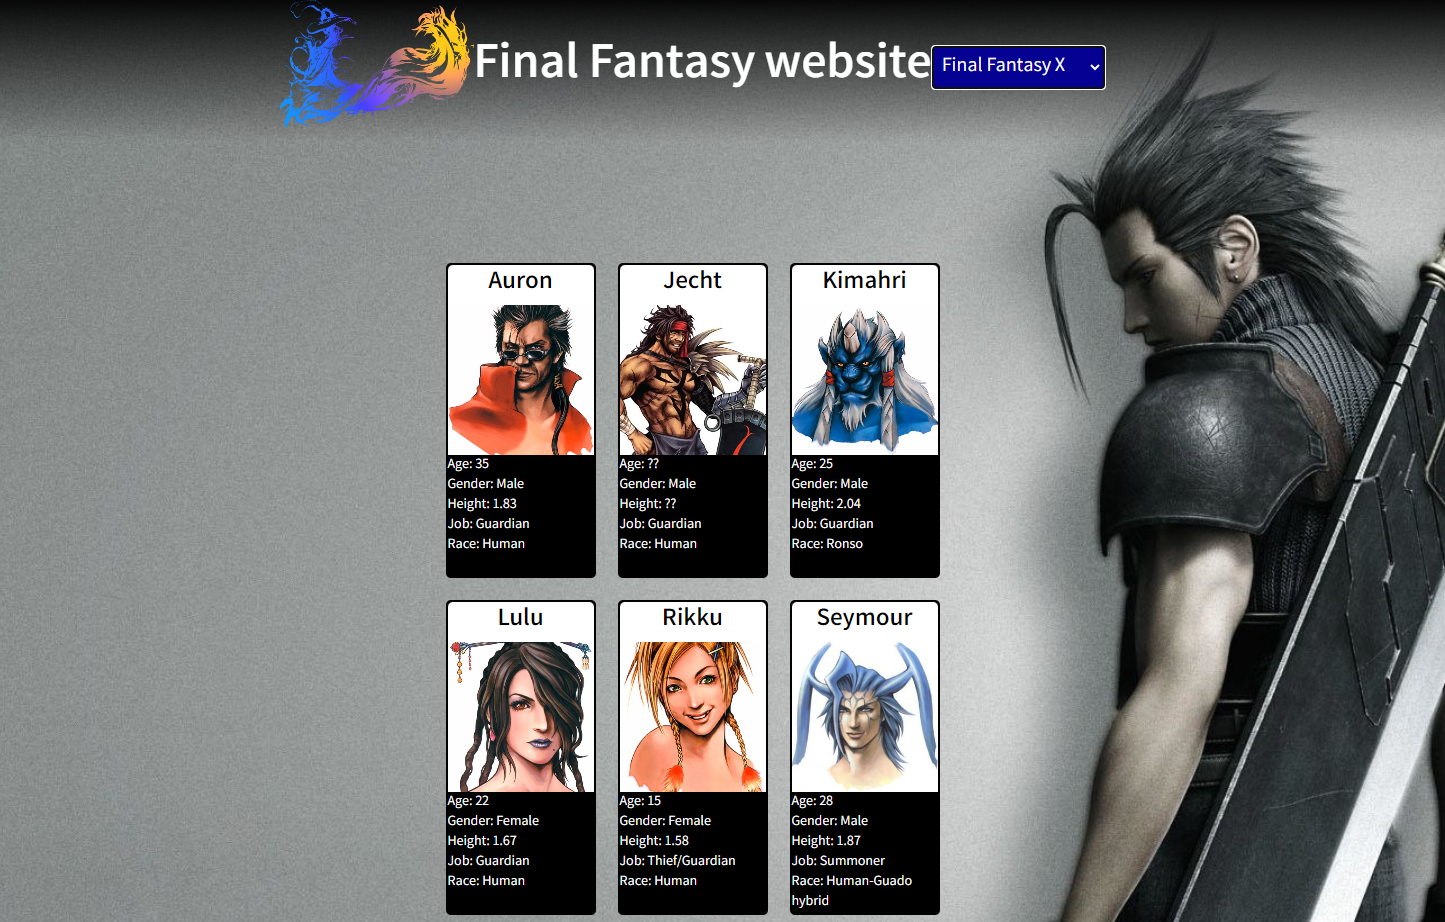 Final Fantasy website
Final Fantasy X
Auron
Age: 35
Gender: Male
Height: 1.83
Job: Guardian
Race: Human
Jecht
Age: ??
Gender: Male
Height: ??
Job: Guardian
Race: Human
Kimahri
Age: 25
Gender: Male
Height: 2.04
Job: Guardian
Race: Ronso
Lulu
Age: 22
Gender: Female
Height: 1.67
Job: Guardian
Race: Human
Rikku
Age: 15
Gender: Female
Height: 1.58
Job: Thief/Guardian
Race: Human
Seymour
Age: 28
Gender: Male
Height: 1.87
Job: Summoner
Race: Human-Guado
hybrid